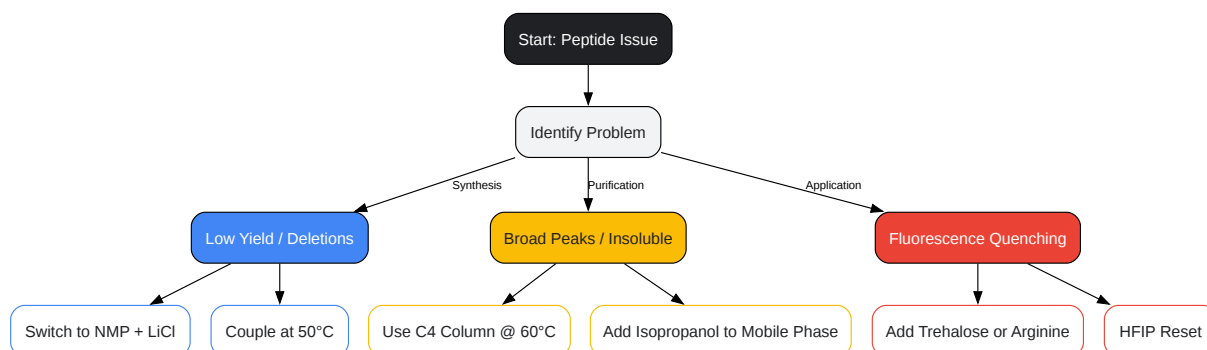 Start: Peptide Issue
Identify Problem
Synthesis
Purification
Application
Low Yield / Deletions
Broad Peaks / Insoluble
Fluorescence Quenching
Switch to NMP + LiCl
Couple at 50°C
Use C4 Column @ 60°C
Add Isopropanol to Mobile Phase
Add Trehalose or Arginine
HFIP Reset